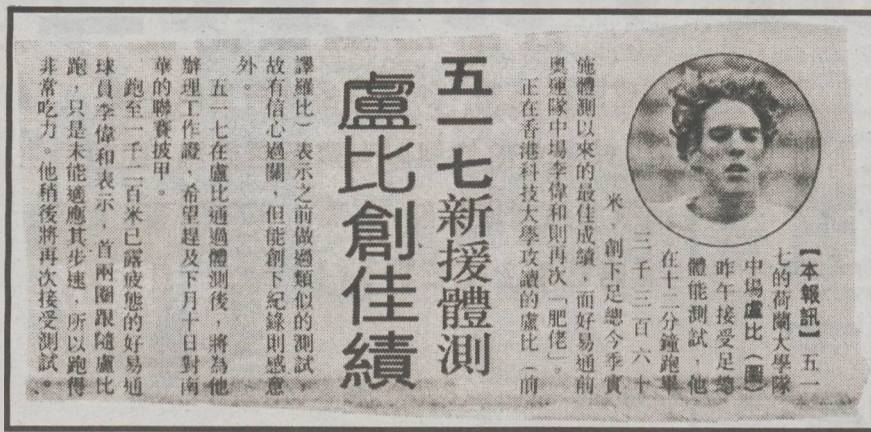 五一七新援體測
盧比創佳績
【本報訊】五一
七的荷蘭大學隊
中場盧比（圖）
昨午接受足總
體能測試，他
在十二分鐘跑畢
三千三百六十
米，創下足總今季實
施體測以來的最佳成績，而好易通前
奧運隊中場李偉和則再次「肥佬」。
正在香港科技大學攻讀的盧比（前
譯羅比）表示之前做過類似的測試，
故有信心過關，但能創下紀錄則感意
外。
五一七在盧比通過體測後，將為他
辦理工作證，希望趕及下月十日對南
華的聯賽披甲。
跑至一千二百米已露疲態的好易通
球員李偉和表示，首兩圈跟隨盧比
跑，只是未能適應其步速，所以跑得
非常吃力。他稍後將再次接受測試。